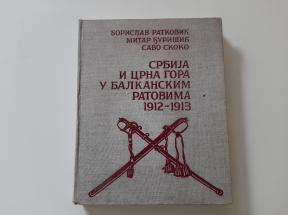 БОРИСЛАВ РАТКОВИЋ
МИТАР ЂУРИШИЋ
САВО СКОКО
СРБИЈА
И ЦРНА ГОРА
У БАЛКАНСКИМ
РАТОВИМА
1912-1913